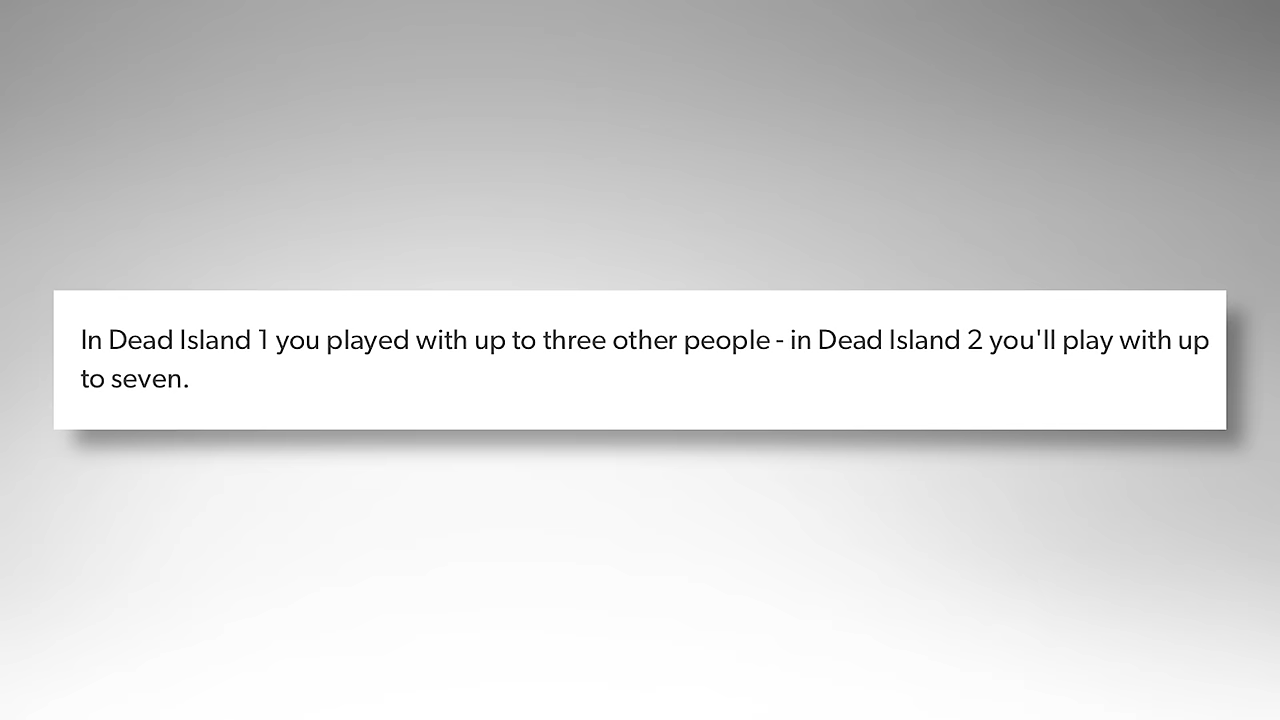 In Dead Island 1 you played with up to three other people - in Dead Island 2 you'll play with up
to seven.